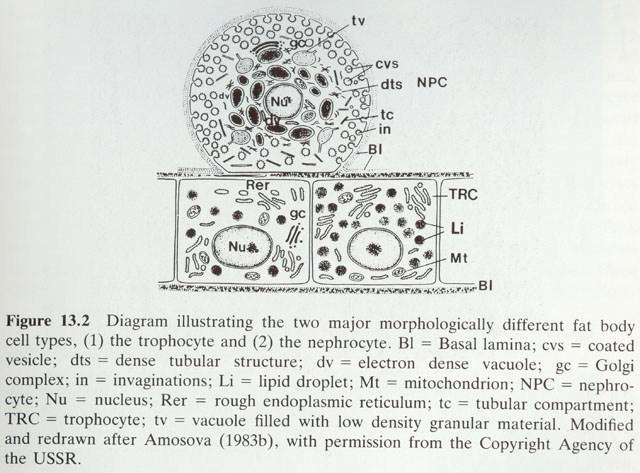 tv
gc
cvs
dts NPC
dv
Nu
dv
tc
in
Bl
Rer
TRC
gc
Li
Nu
Mt
Bl
Figure 13.2 Diagram illustrating the two major morphologically different fat body
cell types, (1) the trophocyte and (2) the nephrocyte. Bl = Basal lamina; cvs = coated
vesicle; dts = dense tubular structure; dv = electron dense vacuole; gc = Golgi
complex; in = invaginations; Li = lipid droplet; Mt = mitochondrion; NPC = nephro-
cyte; Nu = nucleus; Rer = rough endoplasmic reticulum; tc = tubular compartment;
TRC = trophocyte; tv = vacuole filled with low density granular material. Modified
and redrawn after Amosova (1983b), with permission from the Copyright Agency of
the USSR.